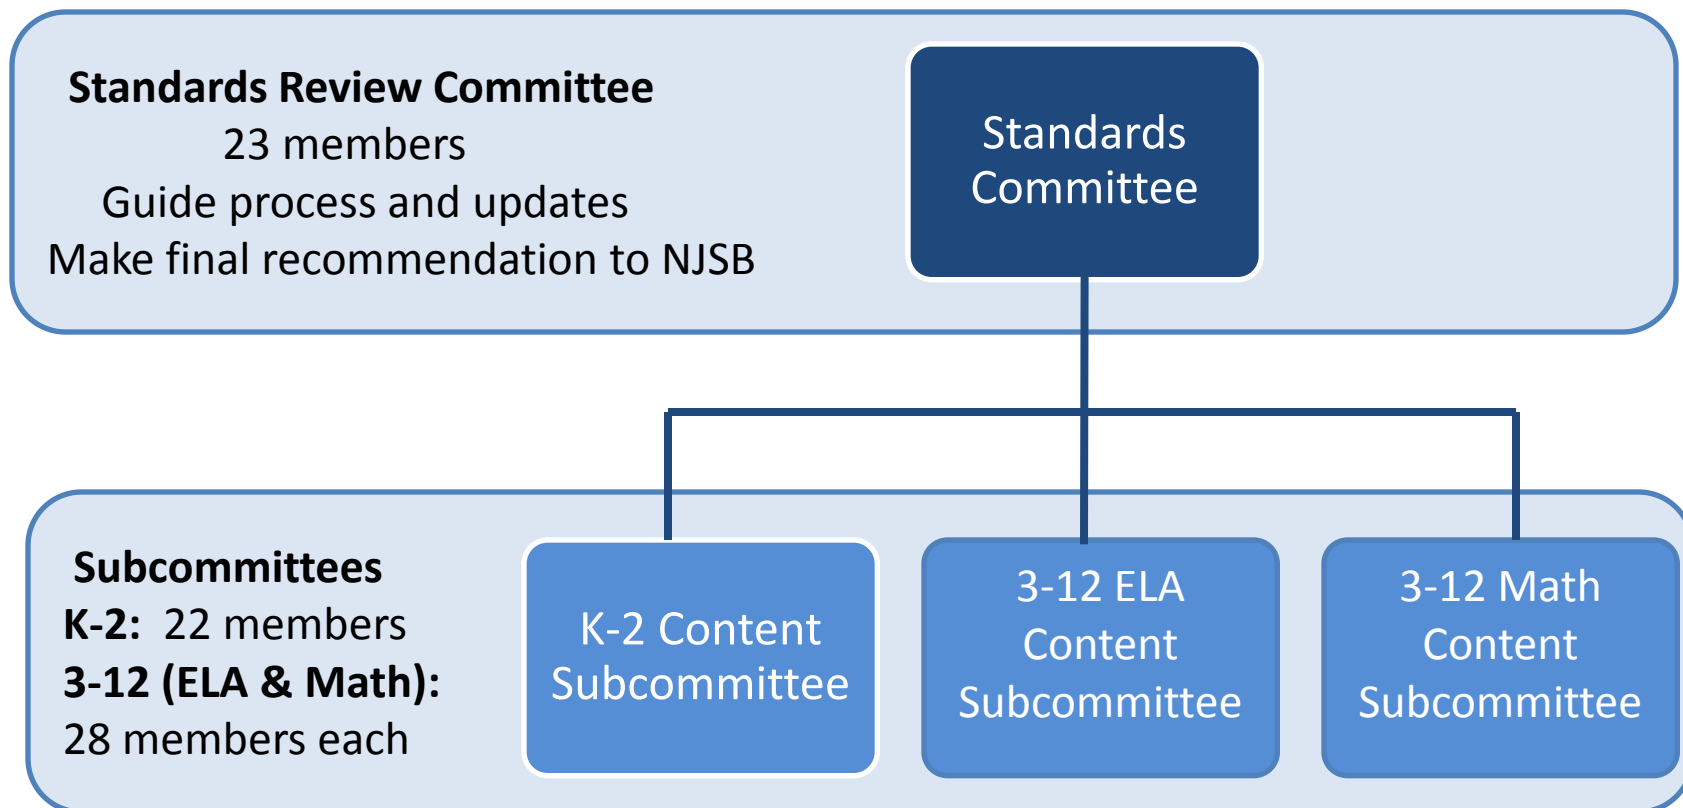 Standards Review Committee
23 members
Guide process and updates
Make final recommendation to NJSB
Standards
Committee
Subcommittees
K-2: 22 members
3-12 (ELA & Math):
28 members each
K-2 Content
Subcommittee
3-12 ELA
Content
Subcommittee
3-12 Math
Content
Subcommittee